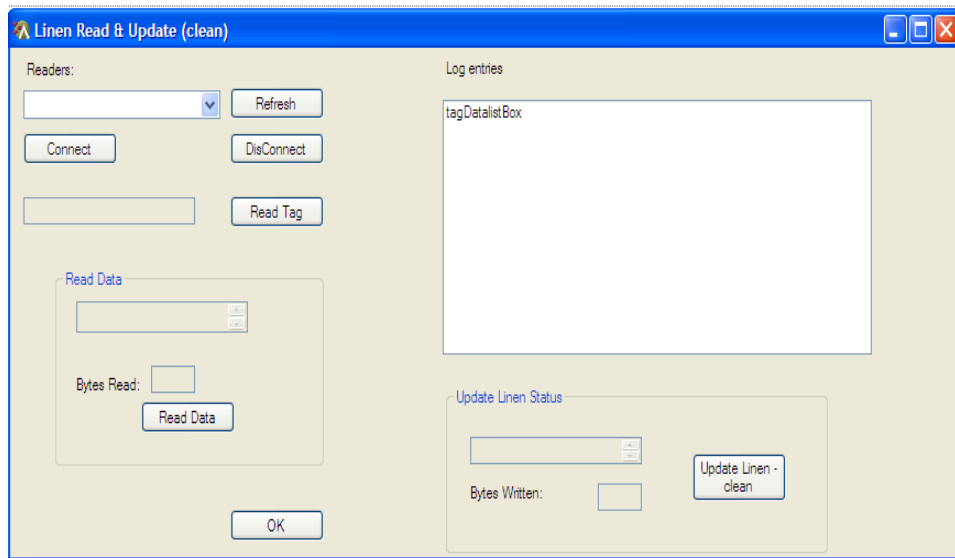 Linen Read & Update (clean)
Readers:
Refresh
Connect
DisConnect
Read Tag
Read Data
Bytes Read:
Read Data
OK
Log entries
tagDatalistBox
Update Linen Status
Bytes Written:
Update Linen -
clean